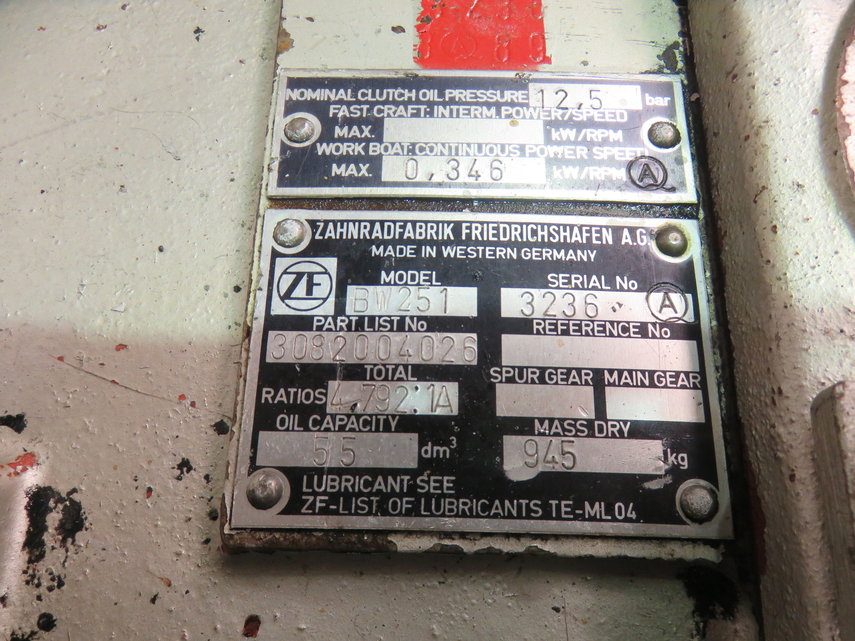 80
NOMINAL CLUTCH OIL PRESSURE 12,5 bar
FAST CRAFT: INTERM. POWER/SPEED
MAX. kW/RPM
WORK BOAT: CONTINUOUS POWER SPEED
MAX. 0,346 kW/RPM A
ZAHNRADFABRIK FRIEDRICHSHAFEN A.G.
MADE IN WESTERN GERMANY
ZF
MODEL SERIAL No
BW251 3236 A
PART LIST No REFERENCE No
3082004026
TOTAL SPUR GEAR MAIN GEAR
RATIOS 4,792:1A
OIL CAPACITY MASS DRY
55 dm³ 945 kg
LUBRICANT SEE
ZF-LIST OF LUBRICANTS TE-ML04